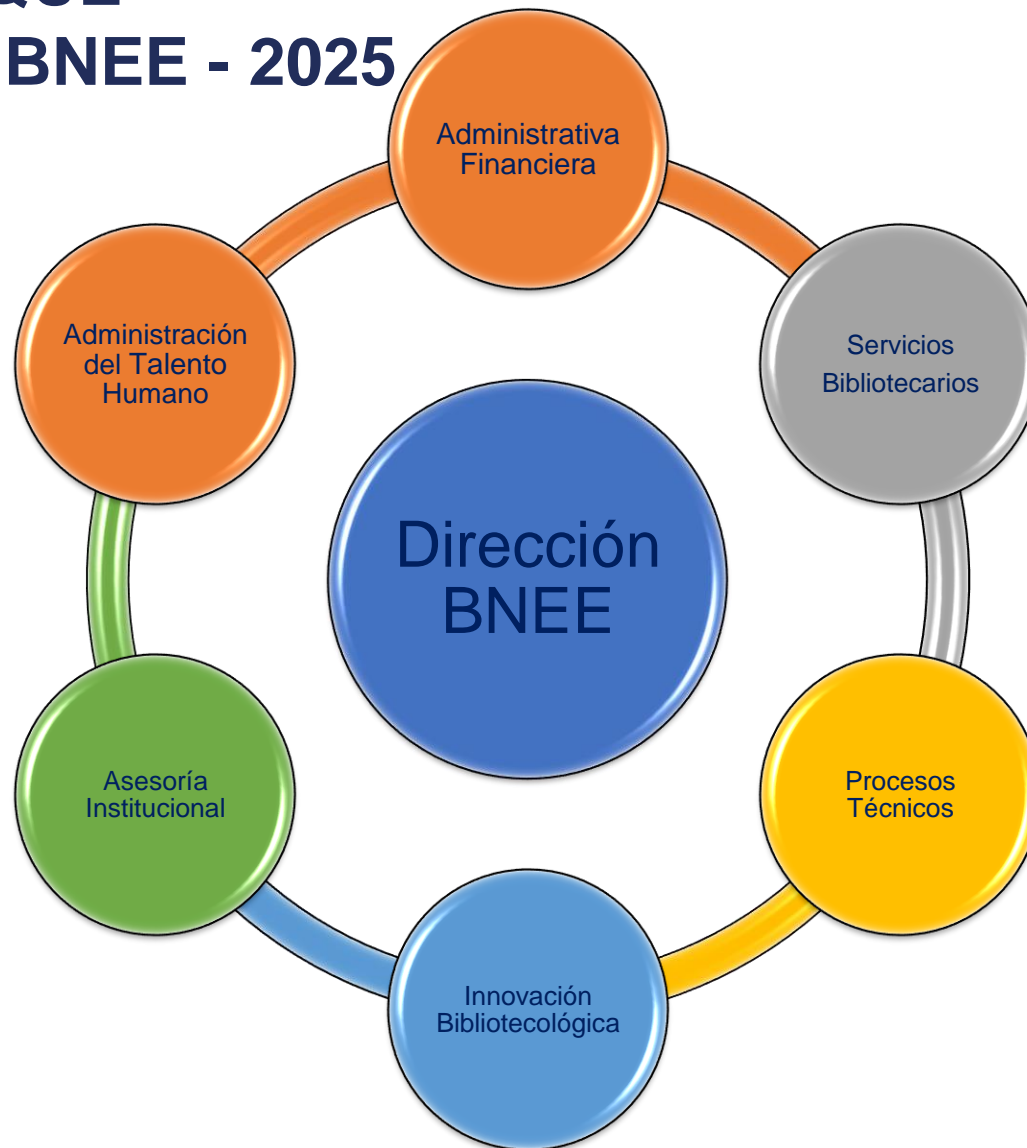 BNEE - 2025
Administrativa
Financiera
Administración
del Talento
Humano
Servicios
Bibliotecarios
Dirección
BNEE
Asesoría
Institucional
Procesos
Técnicos
Innovación
Bibliotecológica